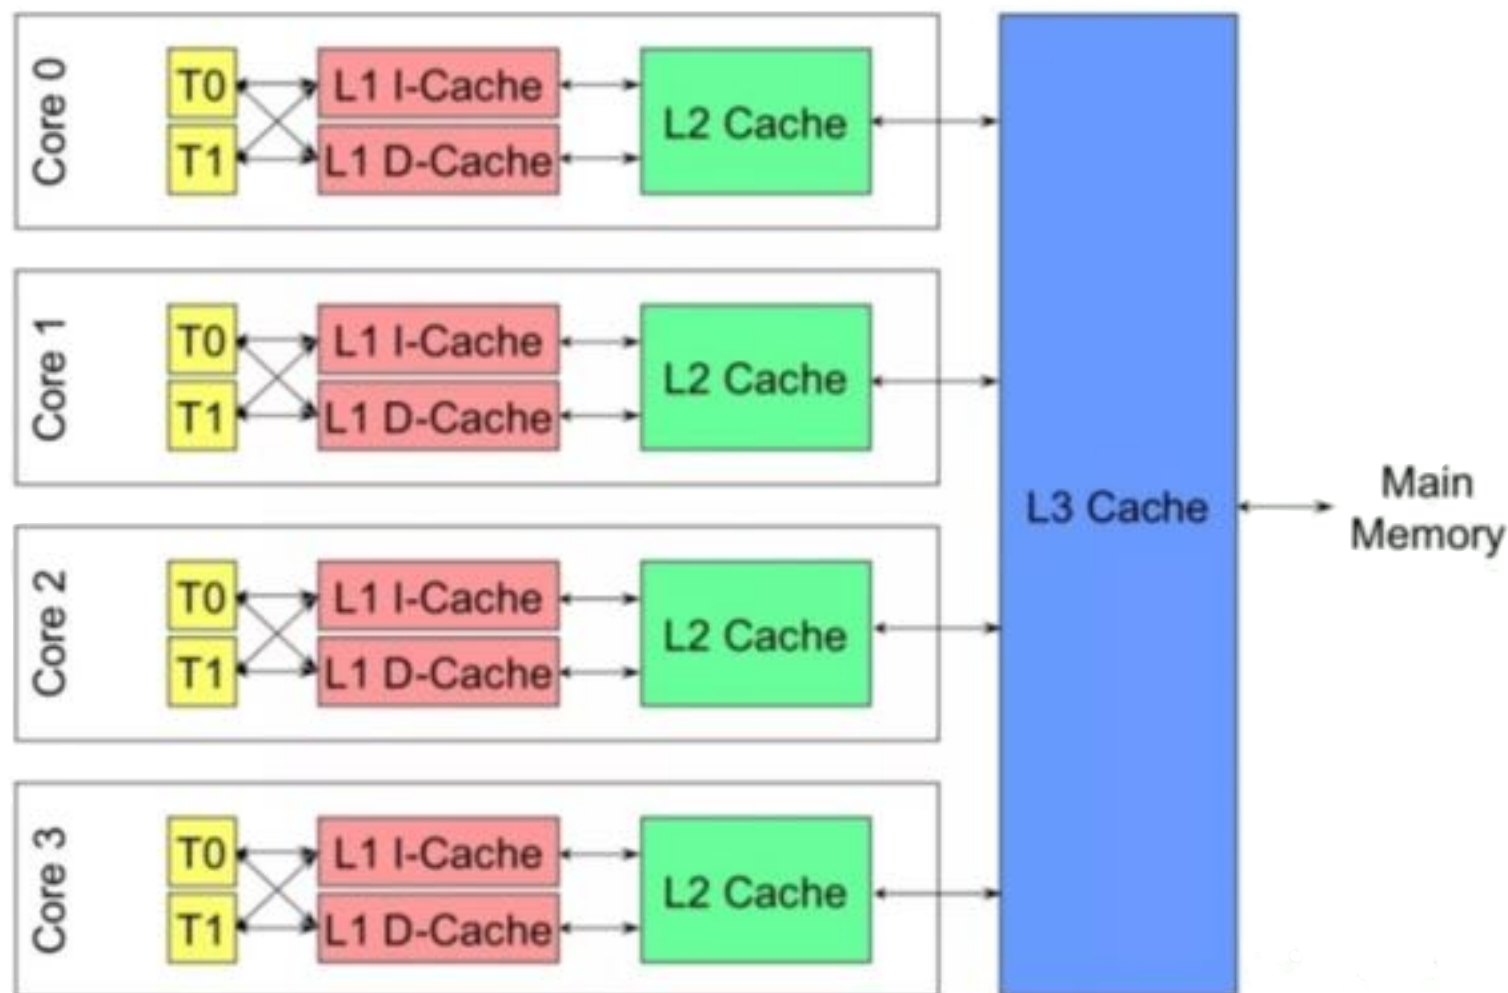 Core 0
T0
L1 I-Cache
T1
L1 D-Cache
L2 Cache
Core 1
T0
L1 I-Cache
T1
L1 D-Cache
L2 Cache
Core 2
T0
L1 I-Cache
T1
L1 D-Cache
L2 Cache
Core 3
T0
L1 I-Cache
T1
L1 D-Cache
L2 Cache
L3 Cache
Main
Memory